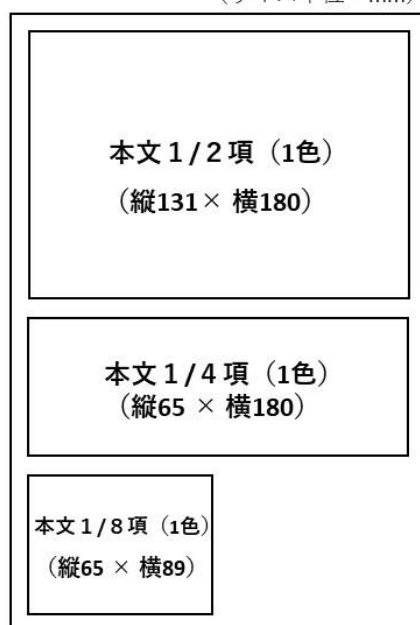 本文１/２項（1色）
（縦131× 横180）
本文１/４項（1色）
（縦65 × 横180）
本文１/８項（1色）
（縦65 × 横89）